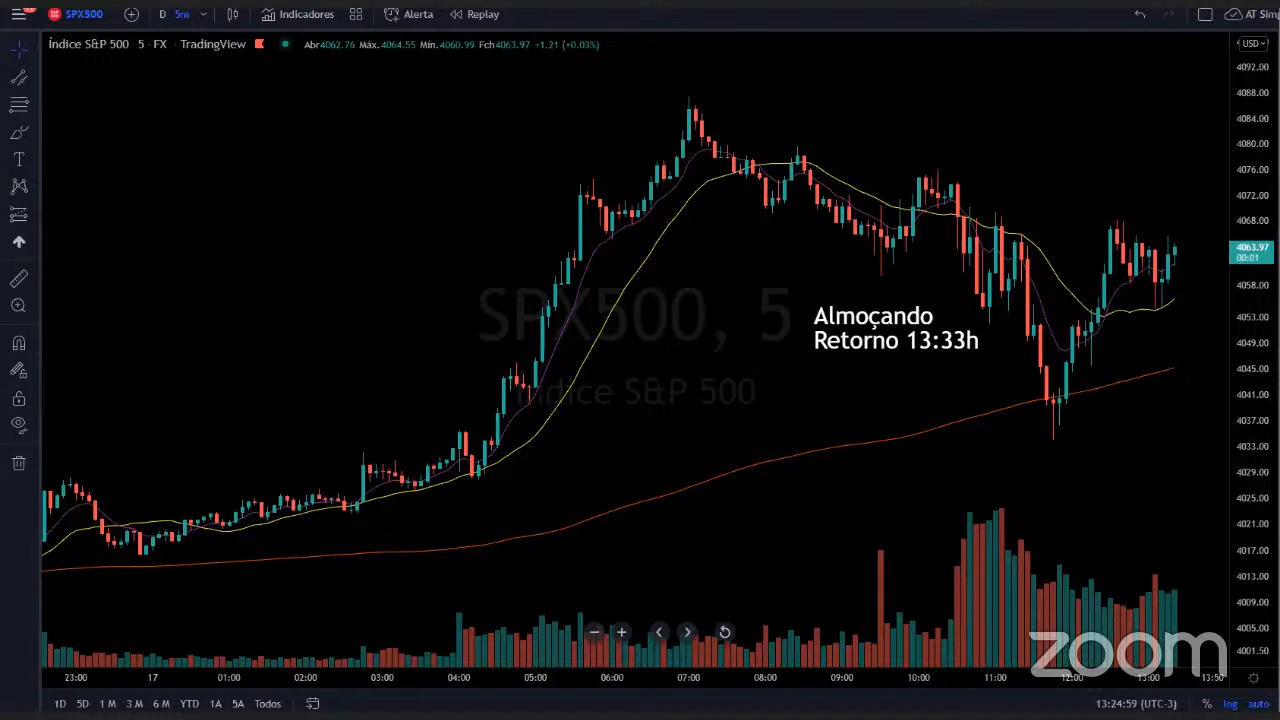 SPX500
D 5m
Indicadores
Alerta
Replay
AT Sim
Índice S&P 500 · 5 · FX · TradingView
Abr4062.76 Máx.4064.55 Mín.4060.99 Fch4063.97 +1.21 (+0.03%)
USD
4092.00
4088.00
4084.00
4080.00
4076.00
4072.00
4068.00
4063.97
00:01
4058.00
4053.00
4049.00
4045.00
4041.00
4037.00
4033.00
4029.00
4025.00
4021.00
4017.00
4013.00
4009.00
4005.00
4001.50
SPX500, 5
Índice S&P 500
Almoçando
Retorno 13:33h
zoom
23:00 17 01:00 02:00 03:00 04:00 05:00 06:00 07:00 08:00 09:00 10:00 11:00 12:00 13:00 13:50
1D 5D 1M 3M 6M YTD 1A 5A Todos
13:24:59 (UTC-3) % log auto